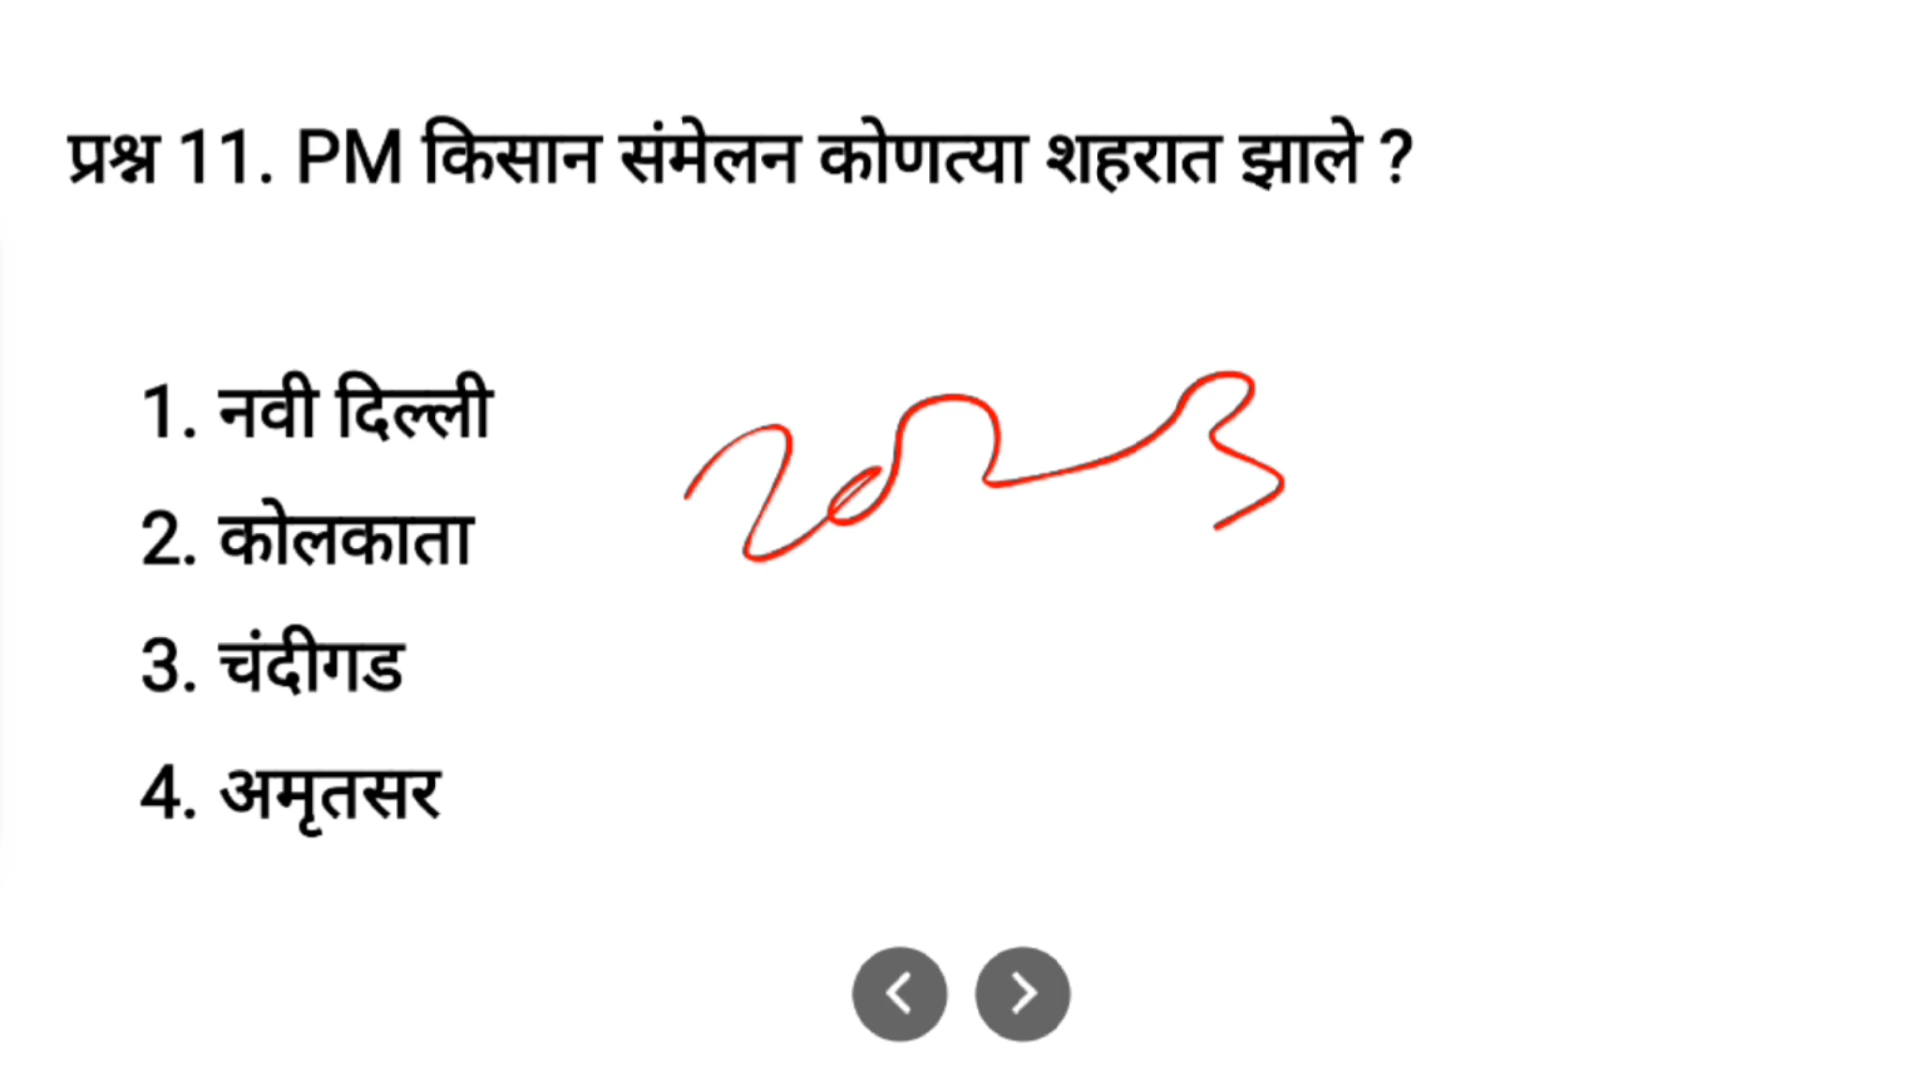 प्रश्न 11. PM किसान संमेलन कोणत्या शहरात झाले ?
1. नवी दिल्ली
2023
2. कोलकाता
3. चंदीगड
4. अमृतसर